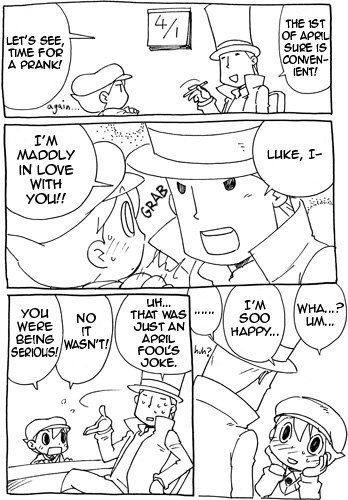 4/1
THE 1ST
OF APRIL
SURE IS
CONVEN-
IENT!
LET'S SEE,
TIME FOR
A PRANK!
again...
LUKE, I-
GRAB
I'M
MADDLY
IN LOVE
WITH
YOU!!
WHA...?
UM...
I'M
SOO
HAPPY...
......
huh?
UH...
THAT WAS
JUST AN
APRIL
FOOL'S
JOKE.
NO
IT
WASN'T!
YOU
WERE
BEING
SERIOUS!